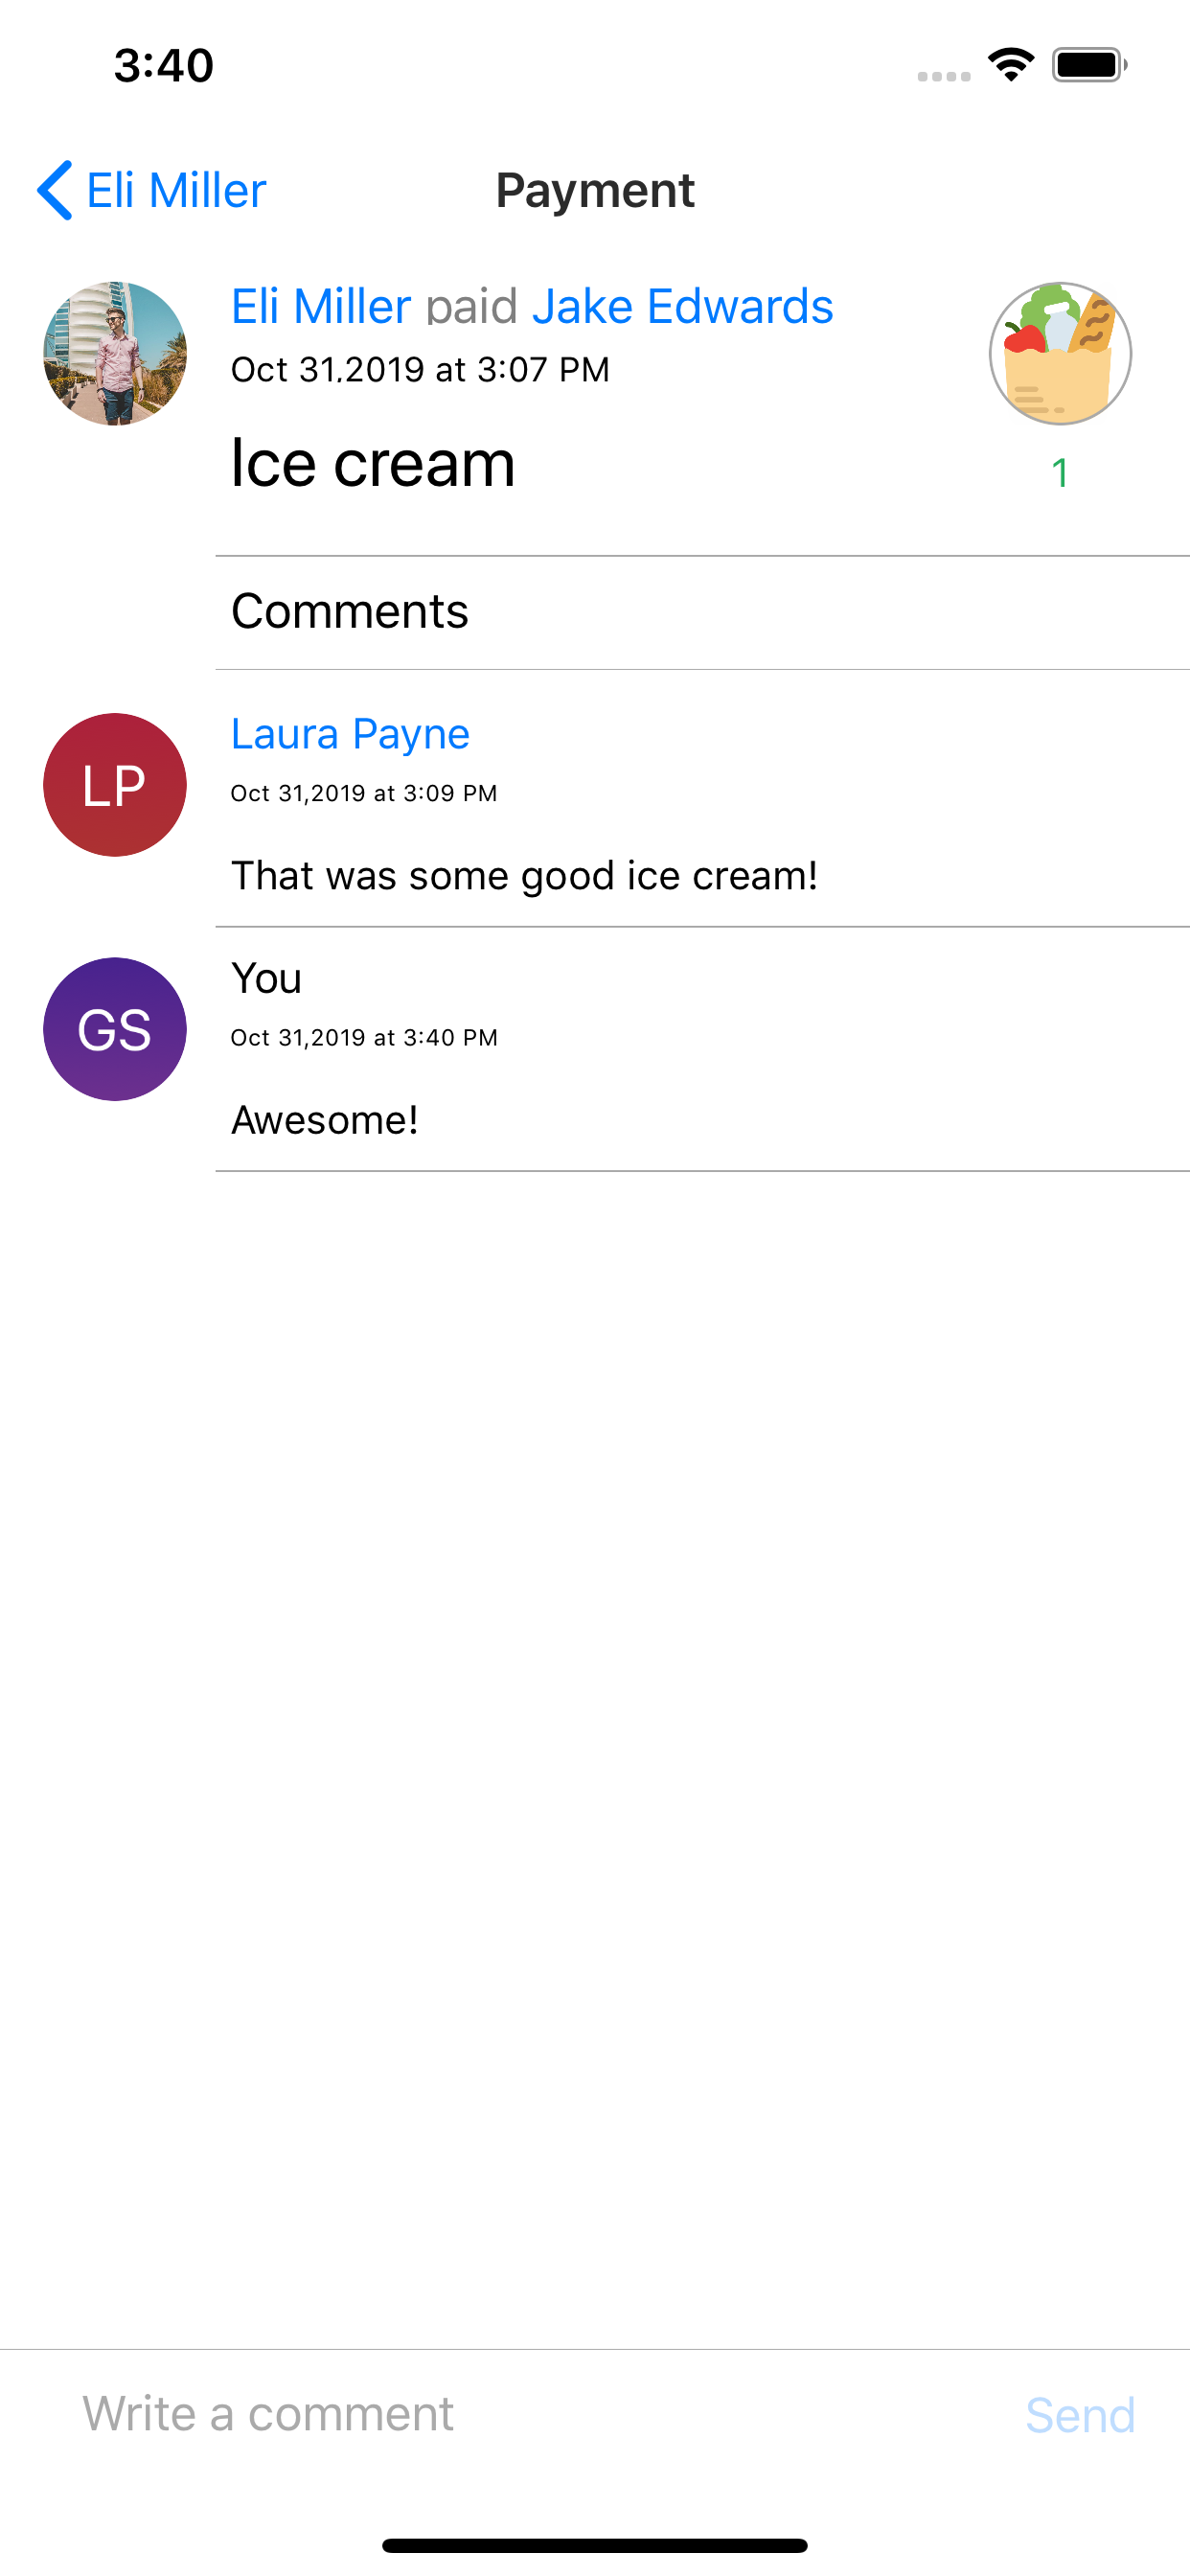 3:40
Eli Miller
Payment
Eli Miller paid Jake Edwards
Oct 31,2019 at 3:07 PM
Ice cream
1
Comments
LP
Laura Payne
Oct 31,2019 at 3:09 PM
That was some good ice cream!
GS
You
Oct 31,2019 at 3:40 PM
Awesome!
Write a comment
Send